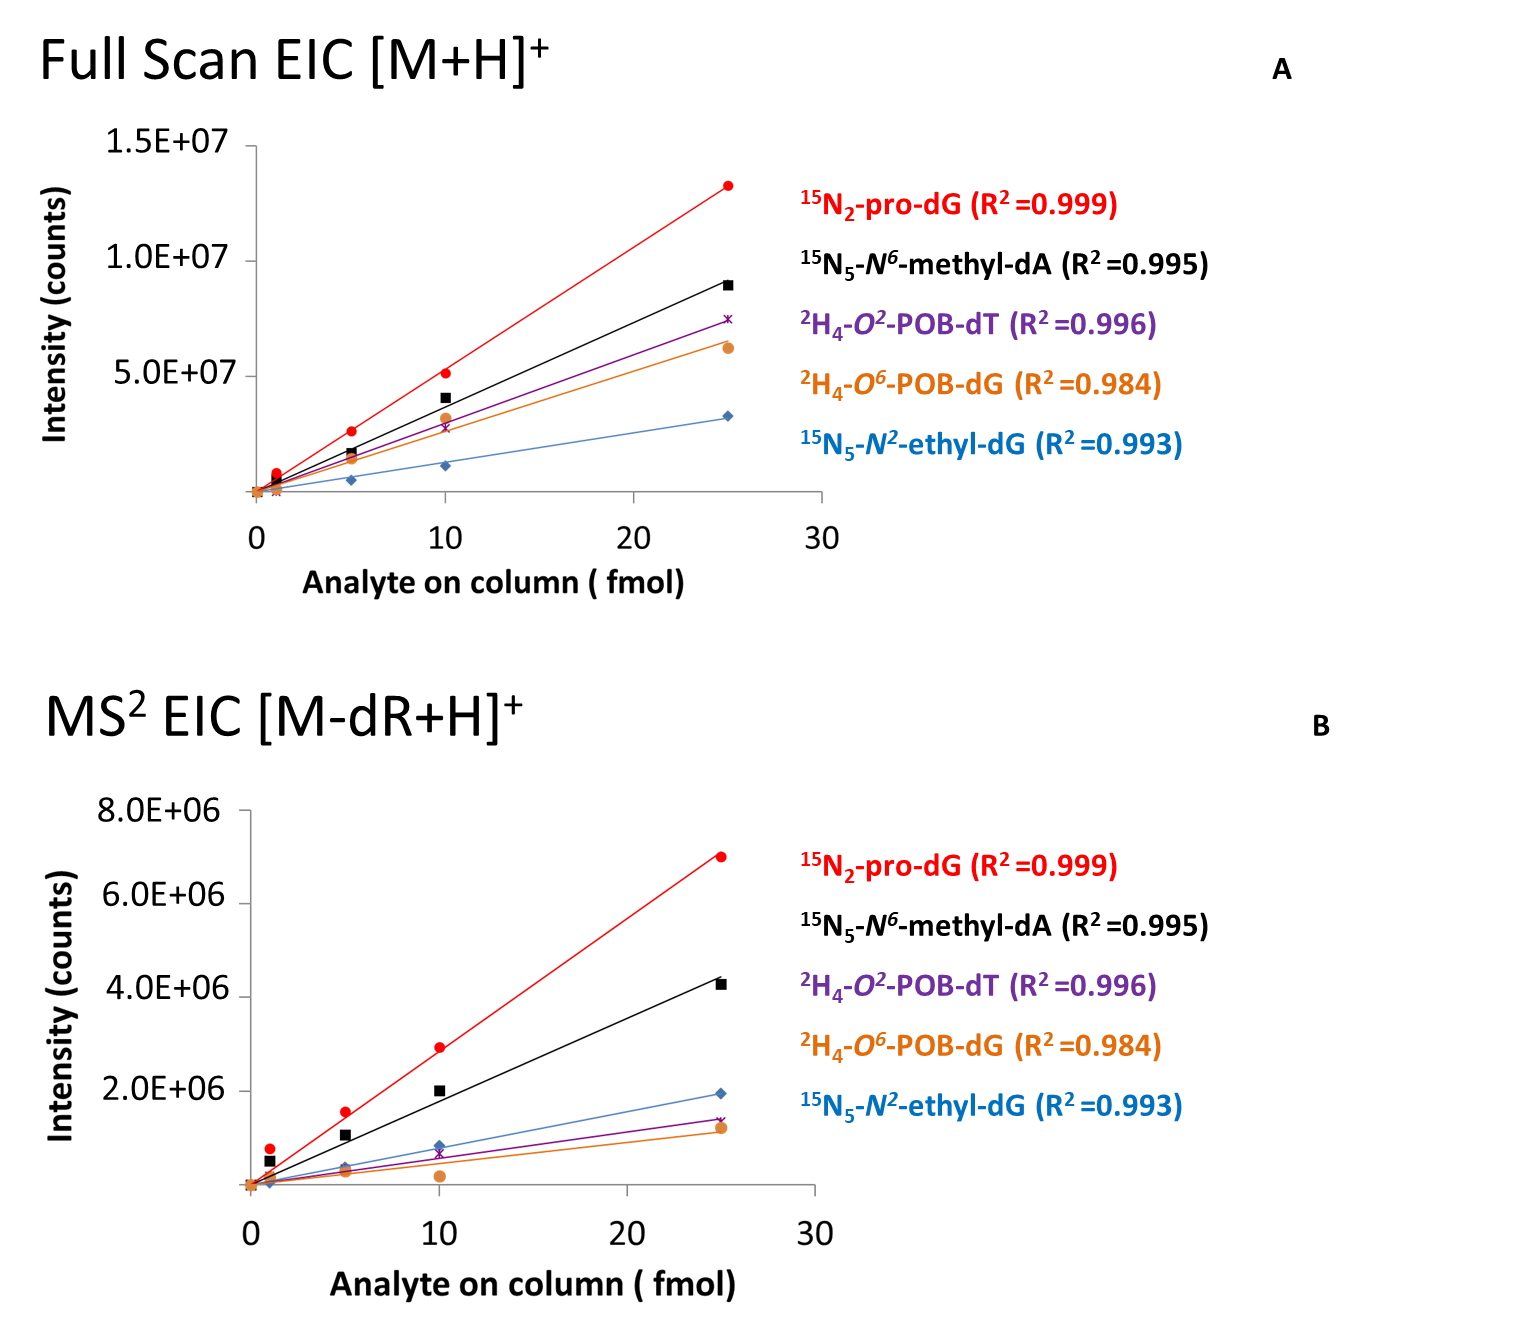 Full Scan EIC [M+H]⁺
A
1.5E+07
1.0E+07
5.0E+07
Intensity (counts)
0 10 20 30
Analyte on column ( fmol)
¹⁵N₂-pro-dG (R² =0.999)
¹⁵N₅-N⁶-methyl-dA (R² =0.995)
²H₄-O²-POB-dT (R² =0.996)
²H₄-O⁶-POB-dG (R² =0.984)
¹⁵N₅-N²-ethyl-dG (R² =0.993)
MS² EIC [M-dR+H]⁺
B
8.0E+06
6.0E+06
4.0E+06
2.0E+06
Intensity (counts)
0 10 20 30
Analyte on column ( fmol)
¹⁵N₂-pro-dG (R² =0.999)
¹⁵N₅-N⁶-methyl-dA (R² =0.995)
²H₄-O²-POB-dT (R² =0.996)
²H₄-O⁶-POB-dG (R² =0.984)
¹⁵N₅-N²-ethyl-dG (R² =0.993)